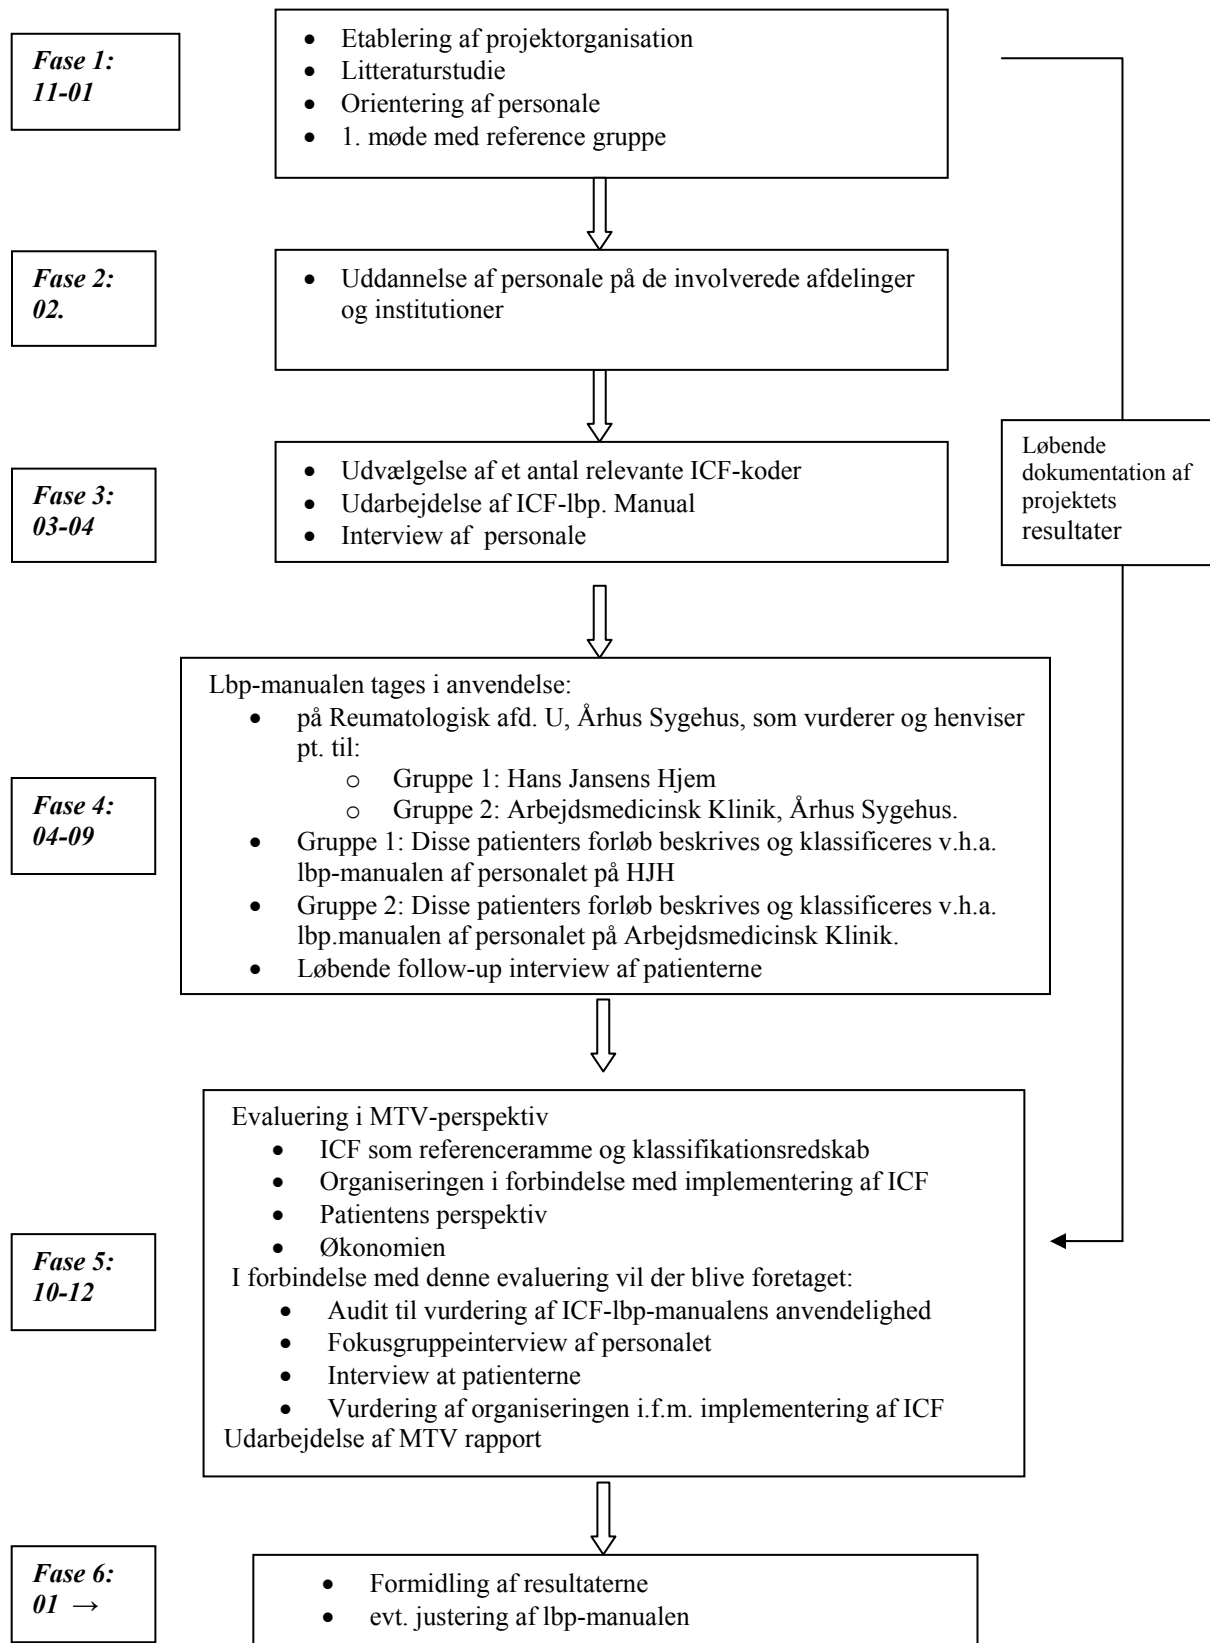 Fase 1:
11-01
• Etablering af projektorganisation
• Litteraturstudie
• Orientering af personale
• 1. møde med reference gruppe
Fase 2:
02.
• Uddannelse af personale på de involverede afdelinger
og institutioner
Fase 3:
03-04
• Udvælgelse af et antal relevante ICF-koder
• Udarbejdelse af ICF-lbp. Manual
• Interview af personale
Løbende
dokumentation af
projektets
resultater
Fase 4:
04-09
Lbp-manualen tages i anvendelse:
• på Reumatologisk afd. U, Århus Sygehus, som vurderer og henviser
pt. til:
o Gruppe 1: Hans Jansens Hjem
o Gruppe 2: Arbejdsmedicinsk Klinik, Århus Sygehus.
• Gruppe 1: Disse patienters forløb beskrives og klassificeres v.h.a.
lbp-manualen af personalet på HJH
• Gruppe 2: Disse patienters forløb beskrives og klassificeres v.h.a.
lbp.manualen af personalet på Arbejdsmedicinsk Klinik.
• Løbende follow-up interview af patienterne
Fase 5:
10-12
Evaluering i MTV-perspektiv
• ICF som referenceramme og klassifikationsredskab
• Organiseringen i forbindelse med implementering af ICF
• Patientens perspektiv
• Økonomien
I forbindelse med denne evaluering vil der blive foretaget:
• Audit til vurdering af ICF-lbp-manualens anvendelighed
• Fokusgruppeinterview af personalet
• Interview at patienterne
• Vurdering af organiseringen i.f.m. implementering af ICF
Udarbejdelse af MTV rapport
Fase 6:
01 →
• Formidling af resultaterne
• evt. justering af lbp-manualen